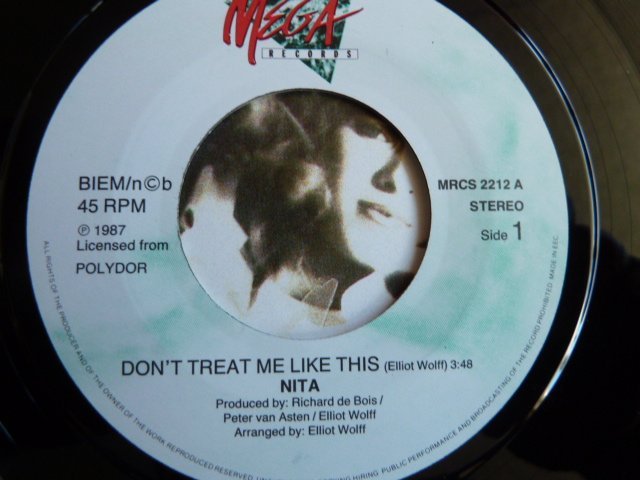 MEGA
RECORDS
BIEM/n©b
45 RPM
℗ 1987
Licensed from
POLYDOR
MRCS 2212 A
STEREO
Side 1
DON'T TREAT ME LIKE THIS (Elliot Wolff) 3:48
NITA
Produced by: Richard de Bois /
Peter van Asten / Elliot Wolff
Arranged by: Elliot Wolff
ALL RIGHTS OF THE PRODUCER AND OF THE OWNER OF THE WORK REPRODUCED RESERVED. HIRING PUBLIC PERFORMANCE AND BROADCASTING OF THE RECORD PROHIBITED MADE IN EEC